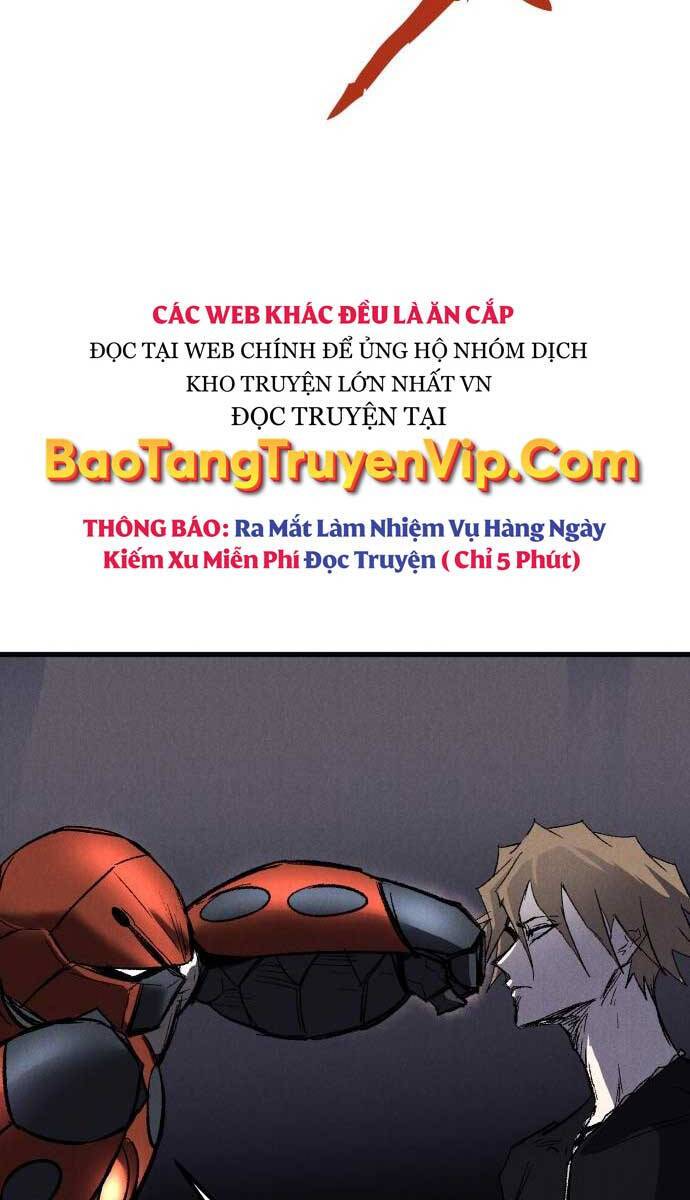 CÁC WEB KHÁC ĐỀU LÀ ĂN CẮP
ĐỌC TẠI WEB CHÍNH ĐỂ ỦNG HỘ NHÓM DỊCH
KHO TRUYỆN LỚN NHẤT VN
ĐỌC TRUYỆN TẠI
BaoTangTruyenVip.Com
THÔNG BÁO: Ra Mắt Làm Nhiệm Vụ Hàng Ngày
Kiếm Xu Miễn Phí Đọc Truyện ( Chỉ 5 Phút)